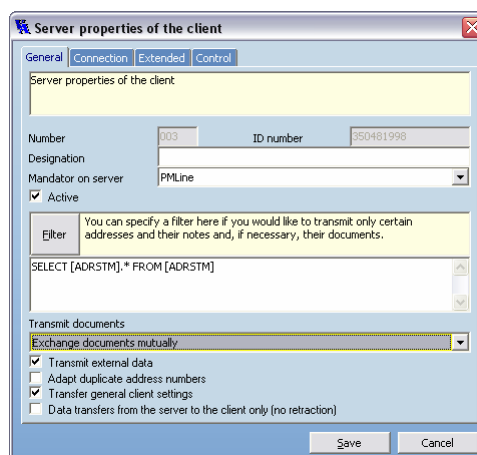 Server properties of the client
General Connection Extended Control
Server properties of the client
Number 003 ID number 350481998
Designation
Mandator on server PMLine
Active
Filter You can specify a filter here if you would like to transmit only certain
addresses and their notes and, if necessary, their documents.
SELECT [ADRSTM].* FROM [ADRSTM]
Transmit documents
Exchange documents mutually
Transmit external data
Adapt duplicate address numbers
Transfer general client settings
Data transfers from the server to the client only (no retraction)
Save Cancel